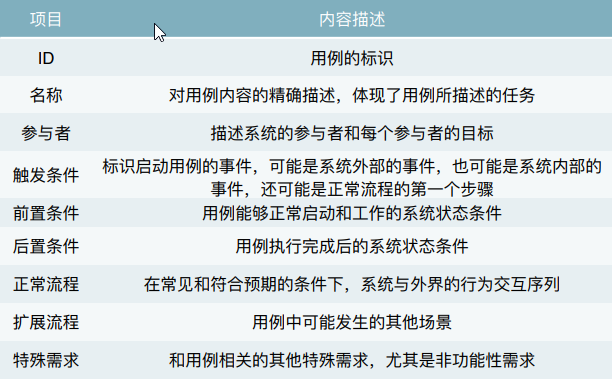 项目 内容描述
ID 用例的标识
名称 对用例内容的精确描述，体现了用例所描述的任务
参与者 描述系统的参与者和每个参与者的目标
触发条件 标识启动用例的事件，可能是系统外部的事件，也可能是系统内部的
事件，还可能是正常流程的第一个步骤
前置条件 用例能够正常启动和工作的系统状态条件
后置条件 用例执行完成后的系统状态条件
正常流程 在常见和符合预期的条件下，系统与外界的行为交互序列
扩展流程 用例中可能发生的其他场景
特殊需求 和用例相关的其他特殊需求，尤其是非功能性需求